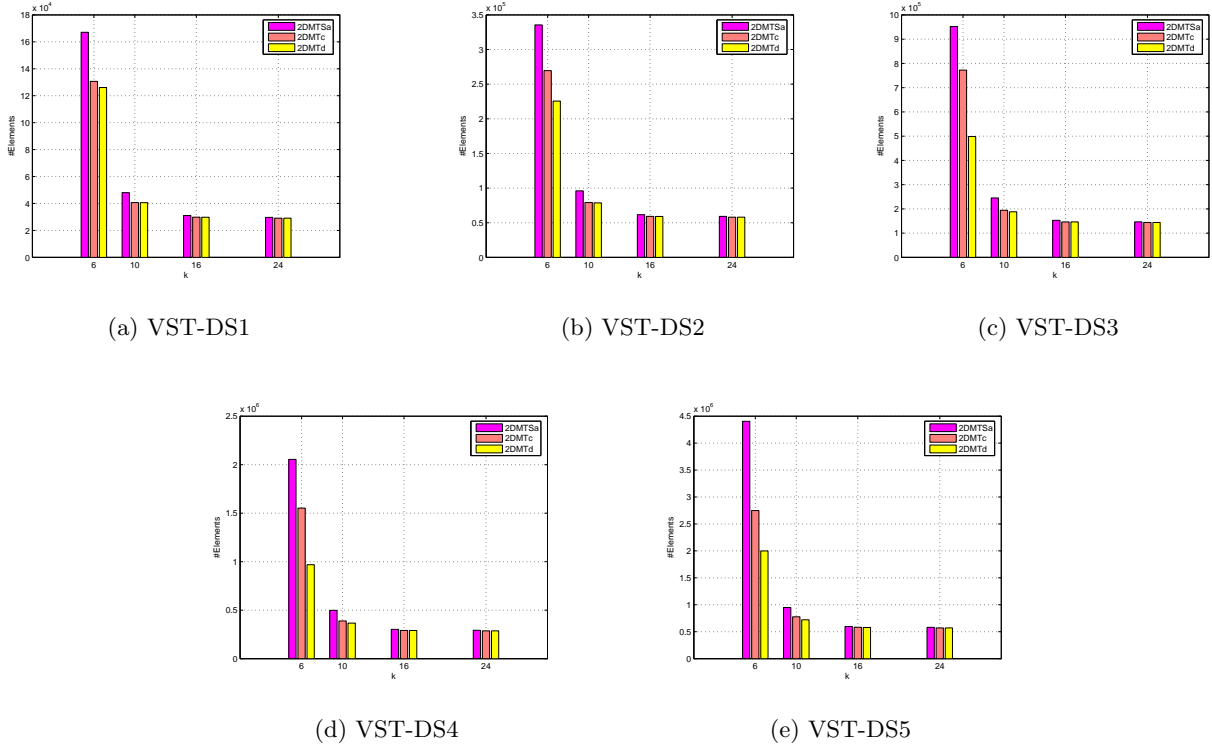 x 10^4
18
16
14
12
10
8
6
4
2
0
#Elements
6 10 16 24
k
2DMTSa
2DMTc
2DMTd
(a) VST-DS1
x 10^5
3.5
3
2.5
2
1.5
1
0.5
0
#Elements
6 10 16 24
k
2DMTSa
2DMTc
2DMTd
(b) VST-DS2
x 10^5
10
9
8
7
6
5
4
3
2
1
0
#Elements
6 10 16 24
k
2DMTSa
2DMTc
2DMTd
(c) VST-DS3
x 10^6
2.5
2
1.5
1
0.5
0
#Elements
6 10 16 24
k
2DMTSa
2DMTc
2DMTd
(d) VST-DS4
x 10^6
4.5
4
3.5
3
2.5
2
1.5
1
0.5
0
#Elements
6 10 16 24
k
2DMTSa
2DMTc
2DMTd
(e) VST-DS5